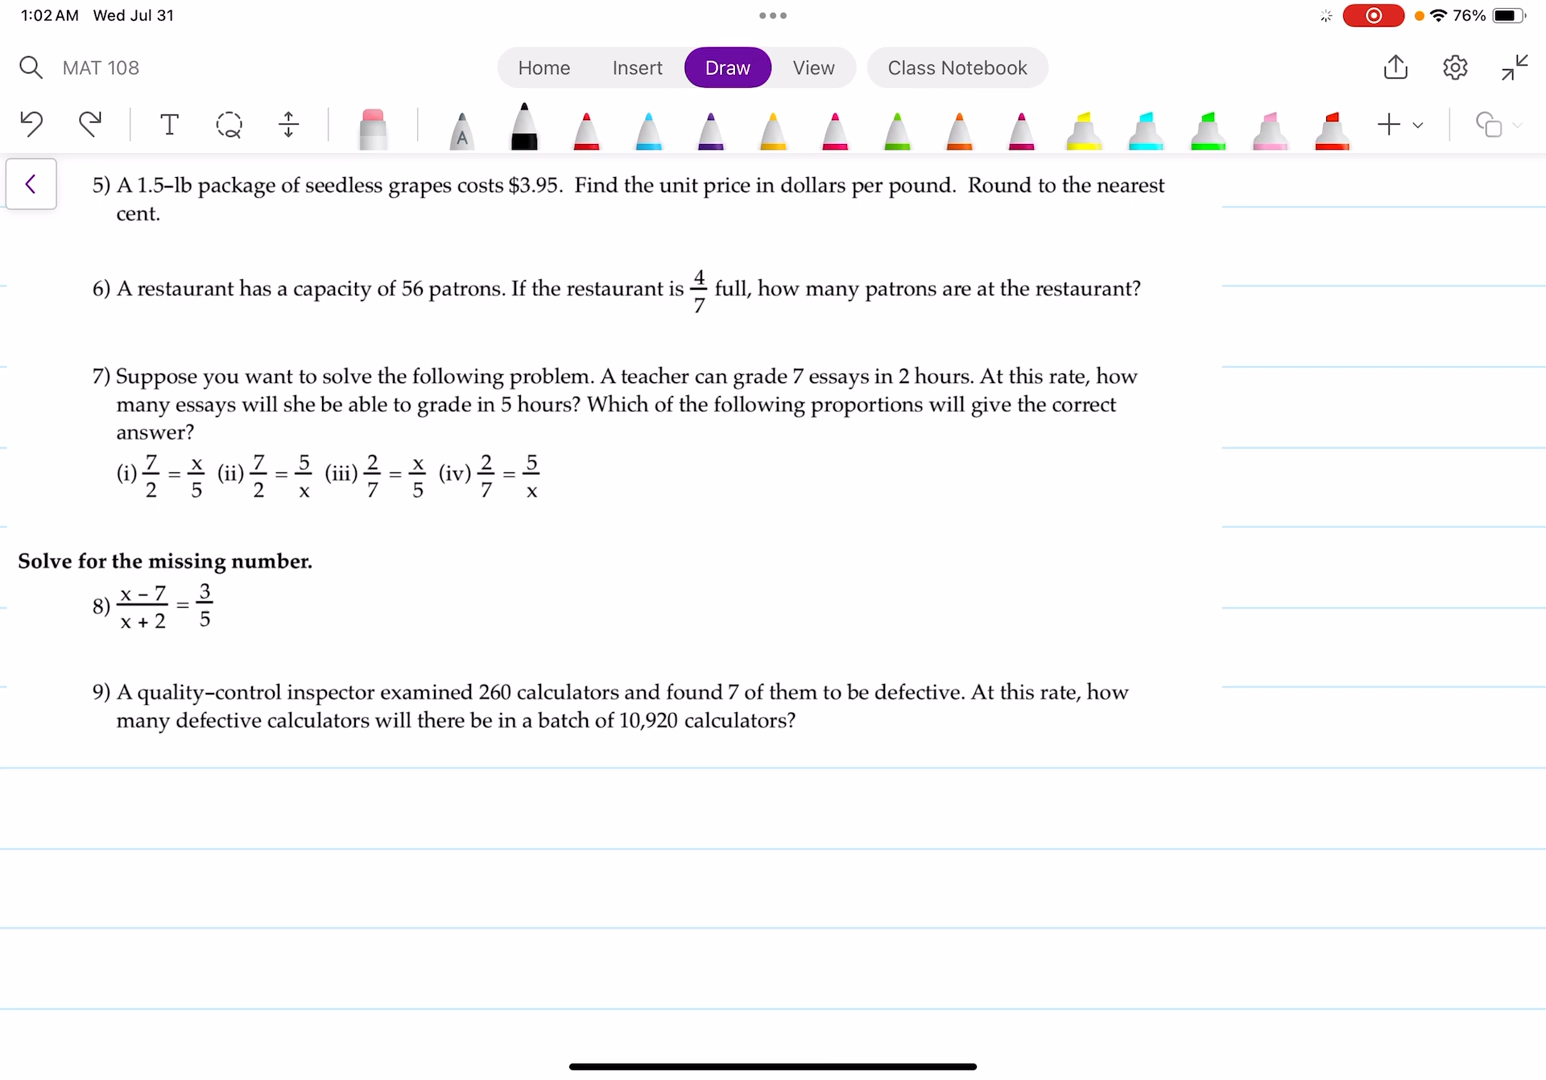 1:02 AM Wed Jul 31
76%
MAT 108
Home Insert Draw View Class Notebook
T A
5) A 1.5–lb package of seedless grapes costs $3.95. Find the unit price in dollars per pound. Round to the nearest
cent.
6) A restaurant has a capacity of 56 patrons. If the restaurant is 4/7 full, how many patrons are at the restaurant?
7) Suppose you want to solve the following problem. A teacher can grade 7 essays in 2 hours. At this rate, how
many essays will she be able to grade in 5 hours? Which of the following proportions will give the correct
answer?
(i) 7/2 = x/5 (ii) 7/2 = 5/x (iii) 2/7 = x/5 (iv) 2/7 = 5/x
Solve for the missing number.
8) (x – 7)/(x + 2) = 3/5
9) A quality–control inspector examined 260 calculators and found 7 of them to be defective. At this rate, how
many defective calculators will there be in a batch of 10,920 calculators?